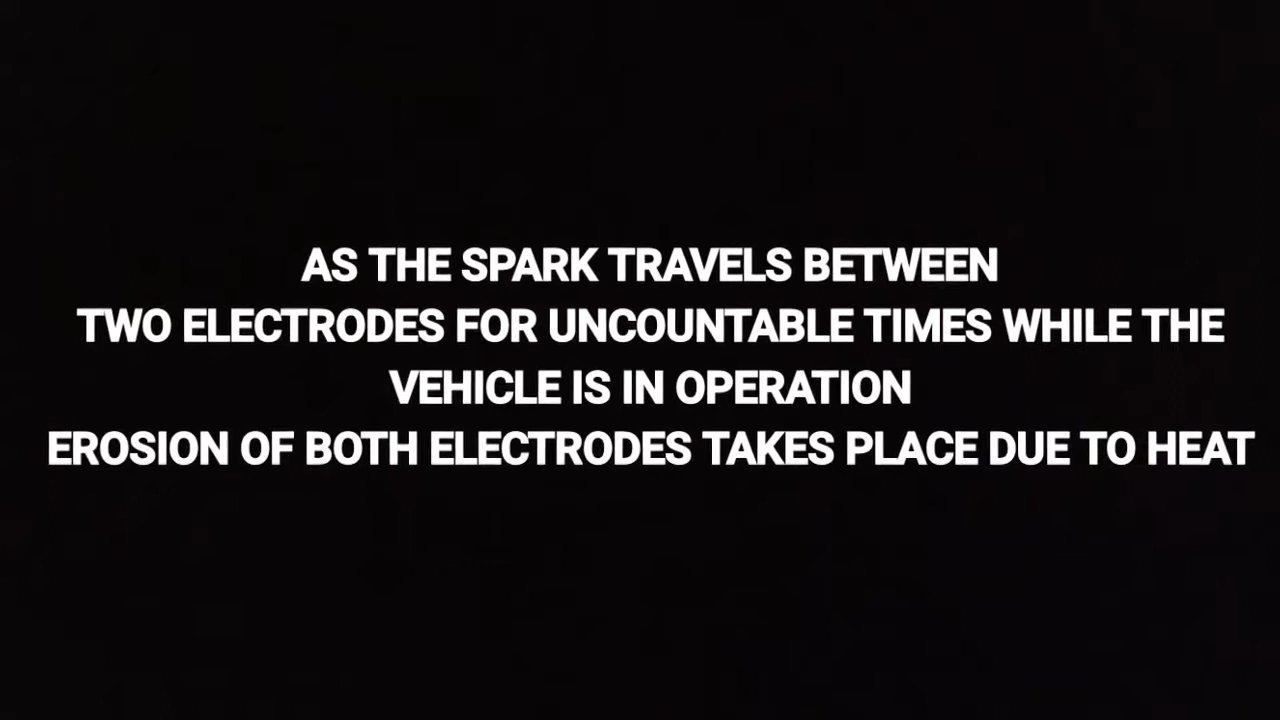 AS THE SPARK TRAVELS BETWEEN
TWO ELECTRODES FOR UNCOUNTABLE TIMES WHILE THE
VEHICLE IS IN OPERATION
EROSION OF BOTH ELECTRODES TAKES PLACE DUE TO HEAT